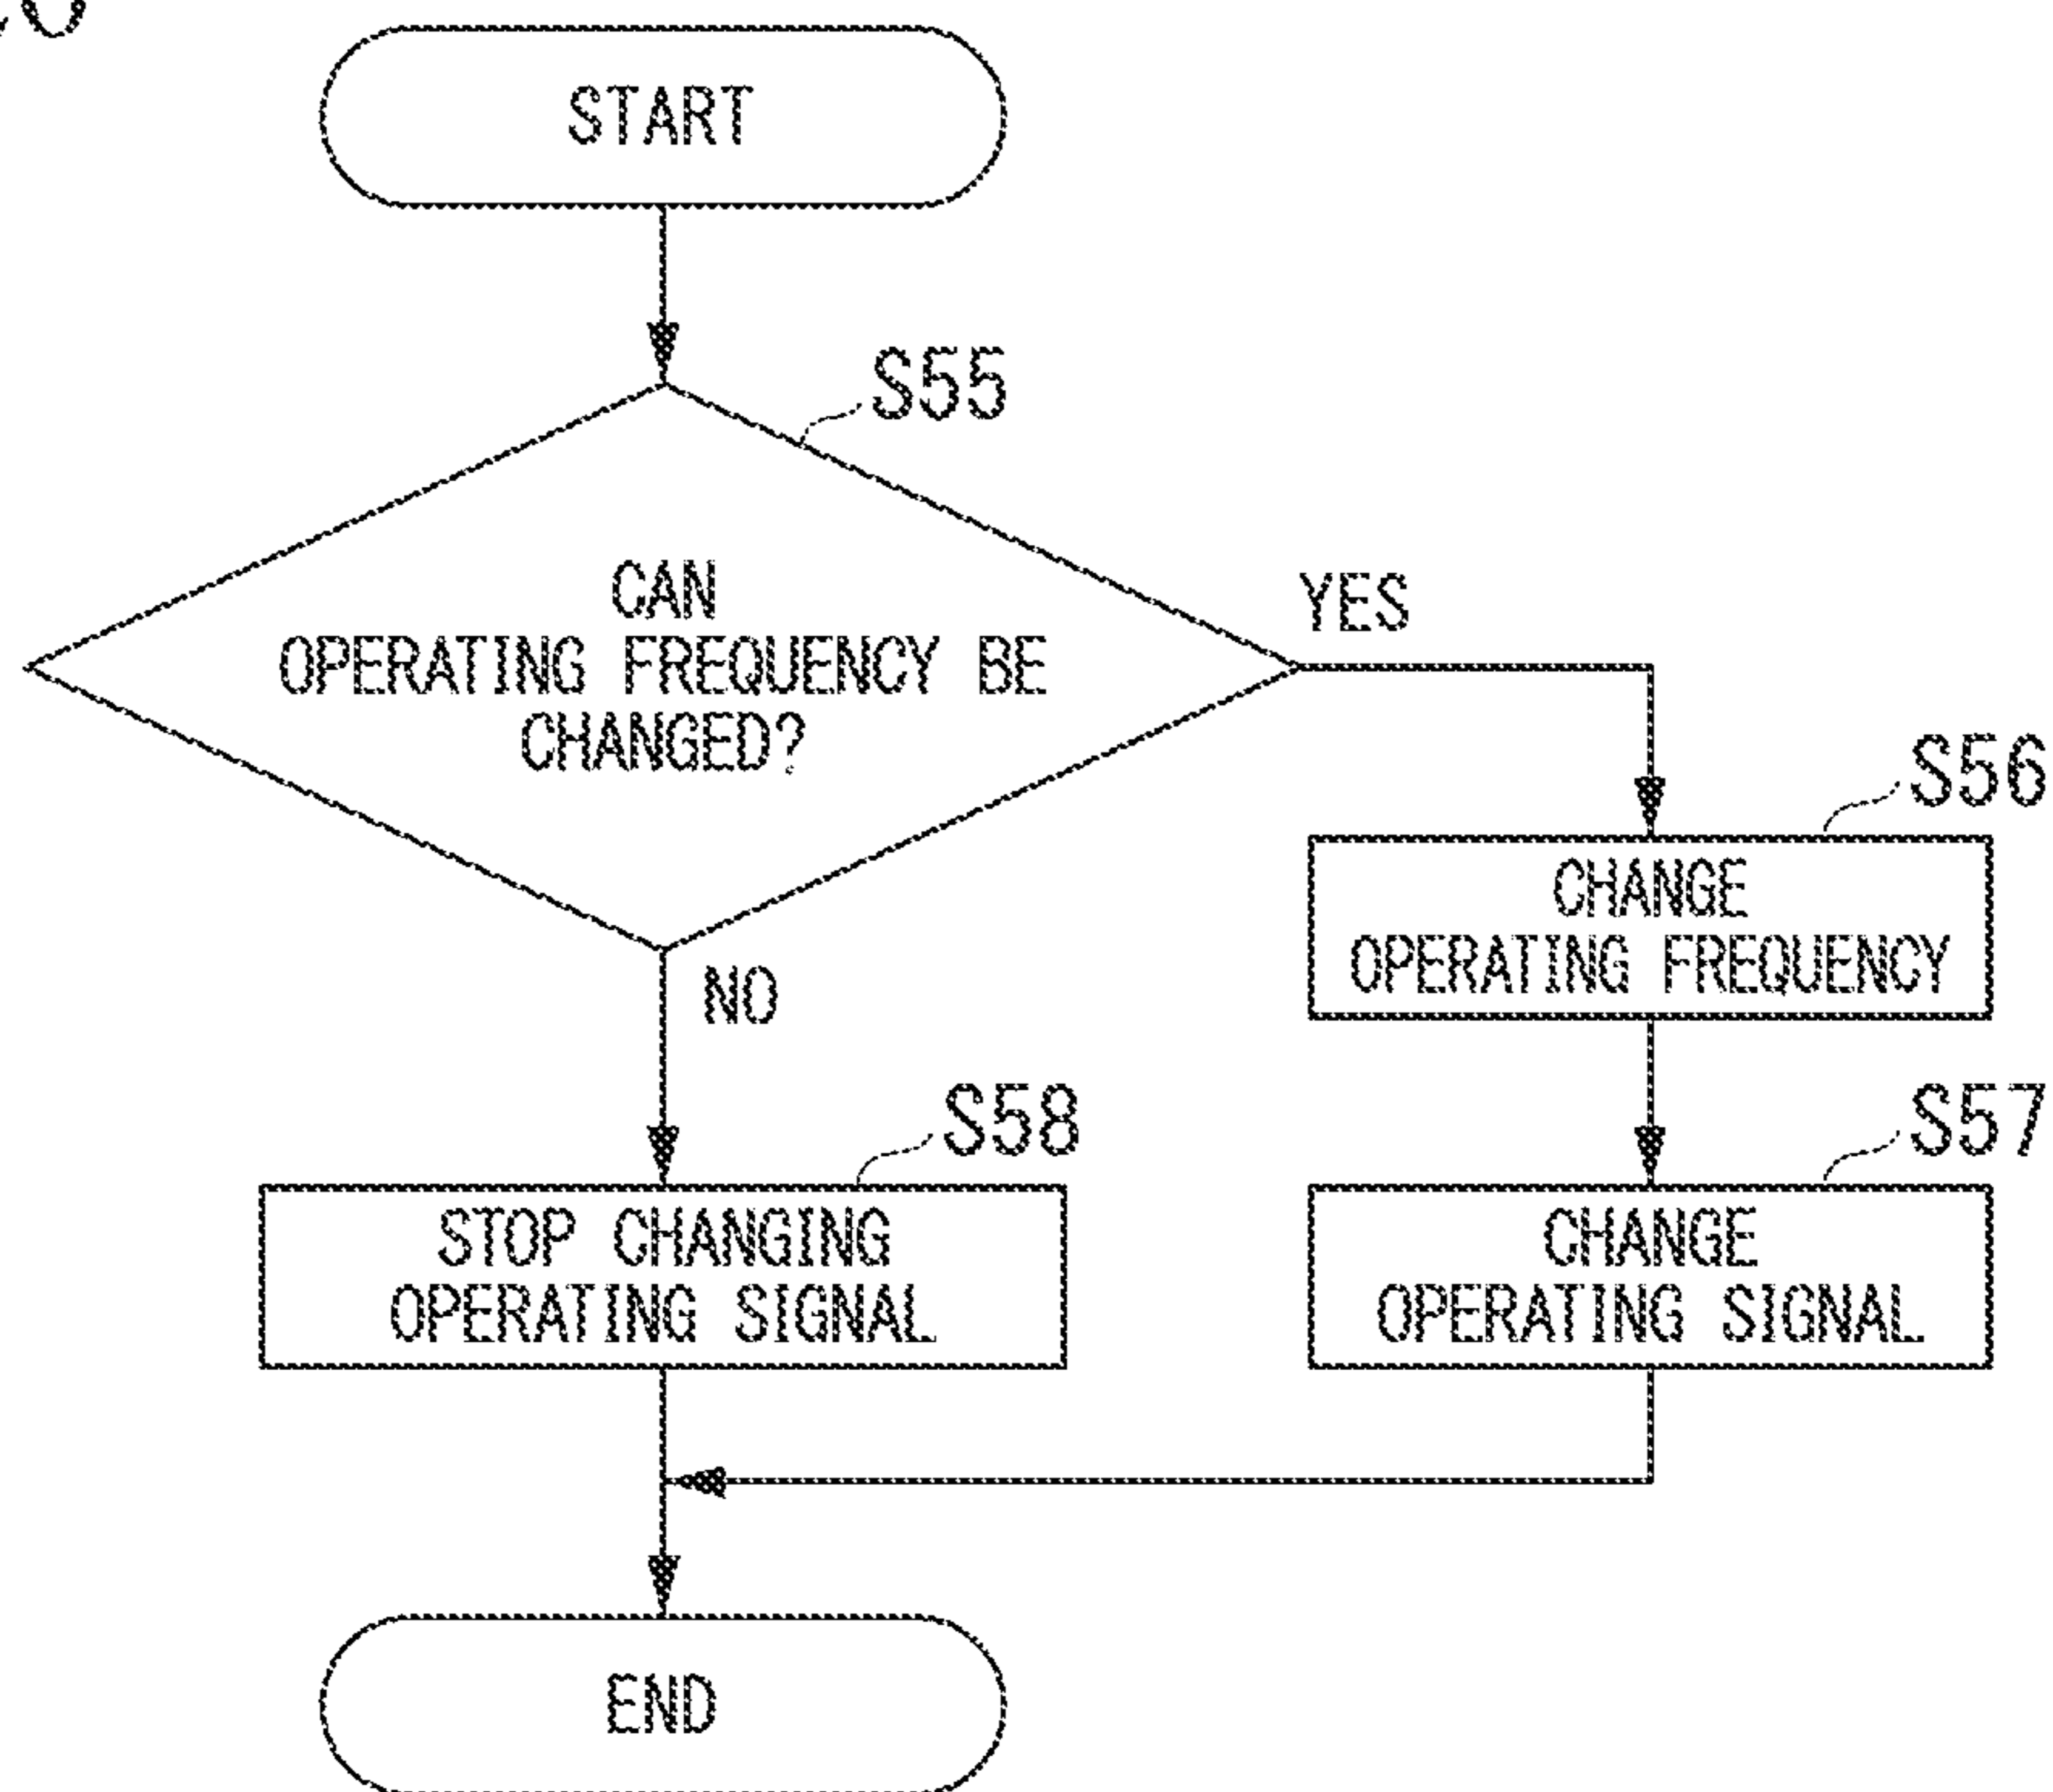 START
S55
CAN
OPERATING FREQUENCY BE
CHANGED?
YES
S56
CHANGE
OPERATING FREQUENCY
NO
S58
STOP CHANGING
OPERATING SIGNAL
S57
CHANGE
OPERATING SIGNAL
END